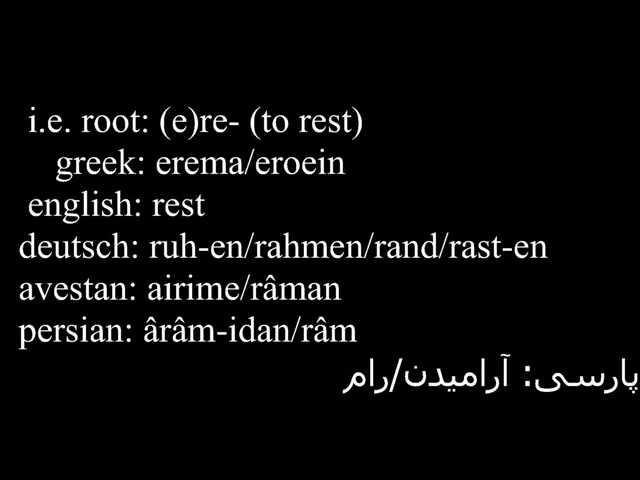 i.e. root: (e)re- (to rest)
greek: erema/eroein
english: rest
deutsch: ruh-en/rahmen/rand/rast-en
avestan: airime/râman
persian: ârâm-idan/râm
پارسی: آرامیدن/رام